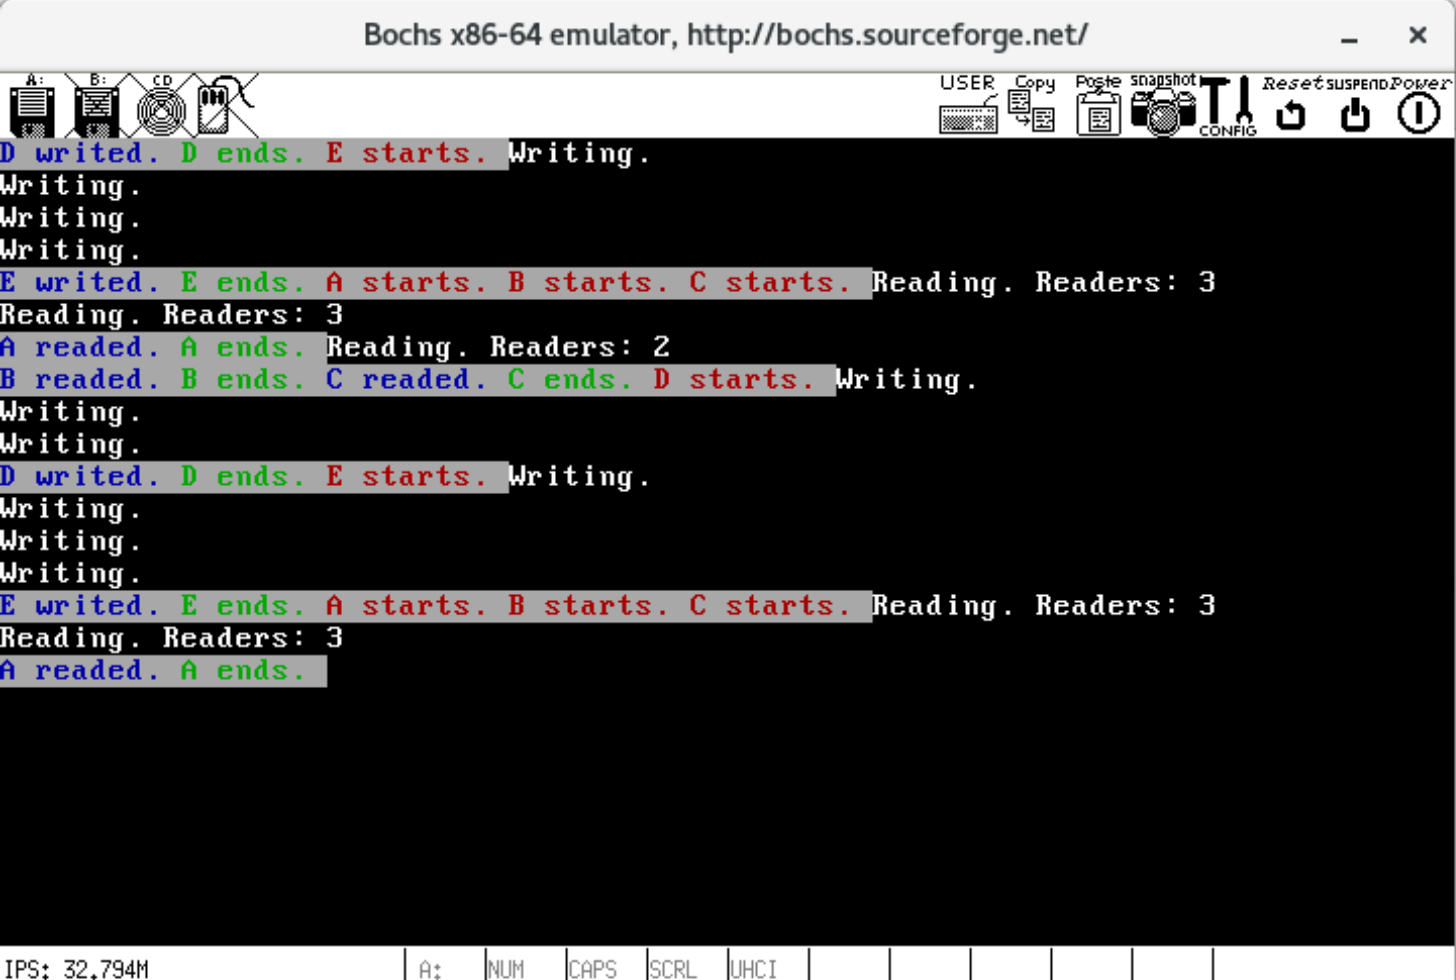 Bochs x86-64 emulator, http://bochs.sourceforge.net/
A: B: CD USER Copy Paste snapshot CONFIG Reset SUSPEND Power
D writed. D ends. E starts. Writing.
Writing.
Writing.
Writing.
E writed. E ends. A starts. B starts. C starts. Reading. Readers: 3
Reading. Readers: 3
A readed. A ends. Reading. Readers: 2
B readed. B ends. C readed. C ends. D starts. Writing.
Writing.
Writing.
D writed. D ends. E starts. Writing.
Writing.
Writing.
Writing.
E writed. E ends. A starts. B starts. C starts. Reading. Readers: 3
Reading. Readers: 3
A readed. A ends.
IPS: 32.794M A: NUM CAPS SCRL UHCI